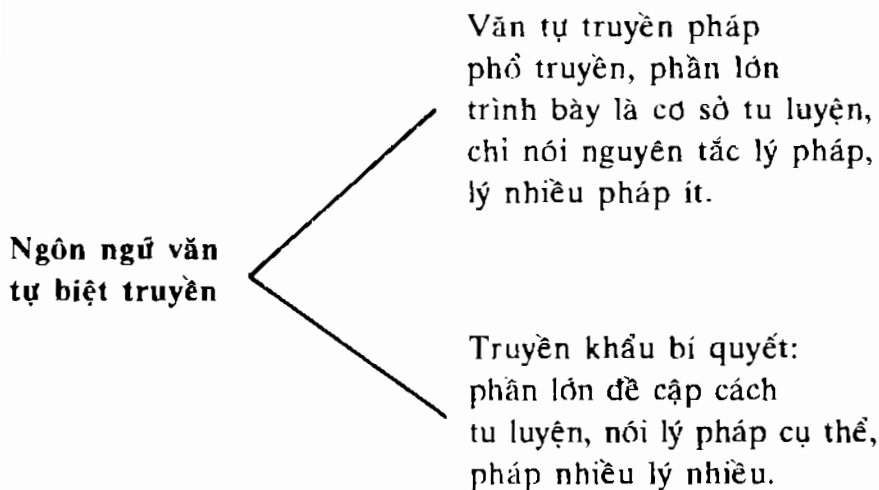 Ngôn ngữ văn
tự biệt truyền
Văn tự truyền pháp
phổ truyền, phần lớn
trình bày là cơ sở tu luyện,
chỉ nói nguyên tắc lý pháp,
lý nhiều pháp ít.
Truyền khẩu bí quyết:
phần lớn đề cập cách
tu luyện, nói lý pháp cụ thể,
pháp nhiều lý nhiều.